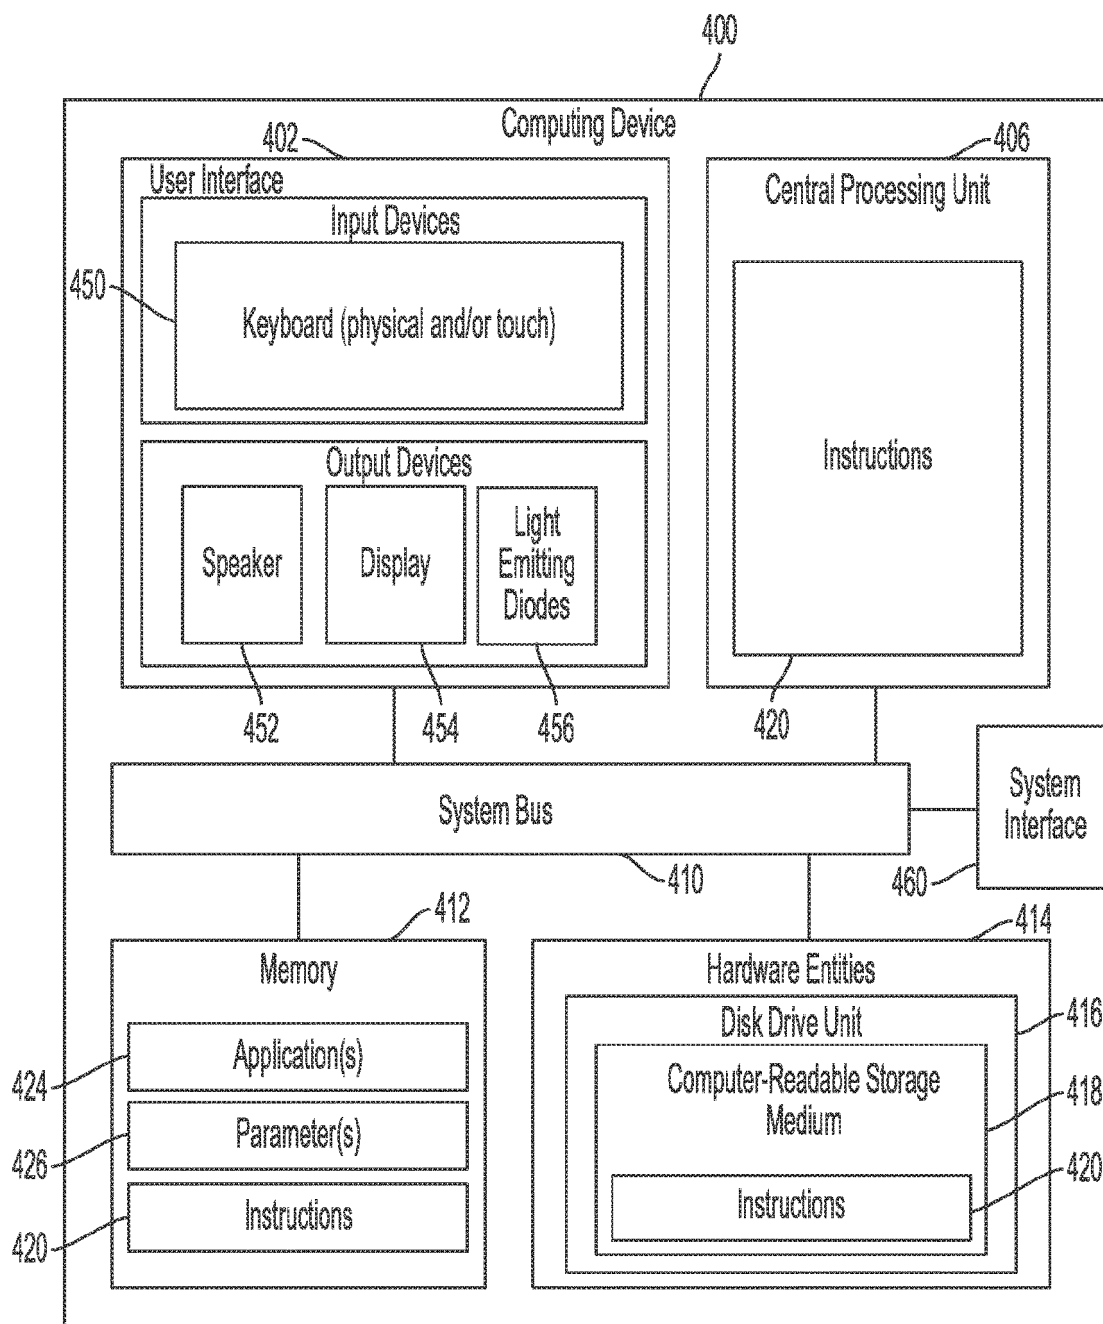 400
Computing Device
402
406
User Interface
Central Processing Unit
Input Devices
450
Keyboard (physical and/or touch)
Instructions
Output Devices
Speaker
Display
Light
Emitting
Diodes
452
454
456
420
System Bus
System
Interface
410
460
412
414
Memory
Hardware Entities
416
Disk Drive Unit
Application(s)
Computer-Readable Storage
Medium
418
424
Parameter(s)
426
420
Instructions
Instructions
420